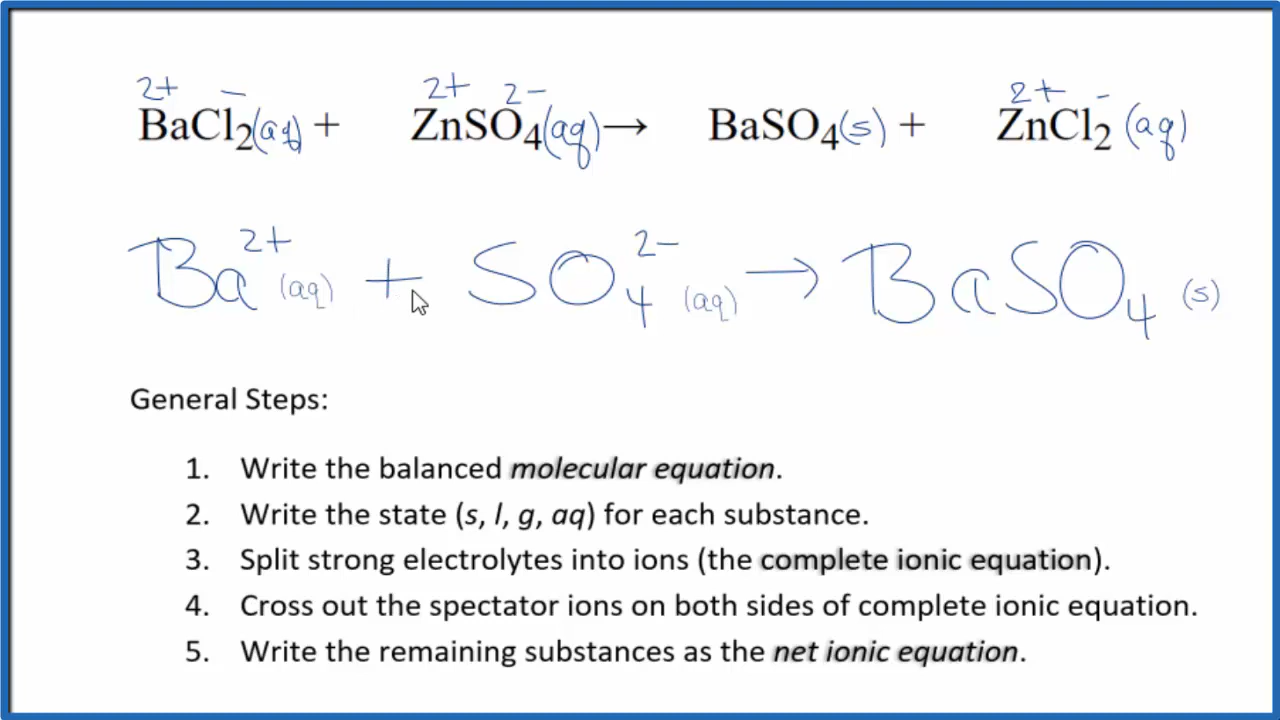 2+ − 2+ 2− 2+ -
BaCl₂(aq) + ZnSO₄(aq) → BaSO₄(s) + ZnCl₂ (aq)
Ba²⁺ (aq) + SO₄²⁻ (aq) → BaSO₄ (s)
General Steps:
1. Write the balanced molecular equation.
2. Write the state (s, l, g, aq) for each substance.
3. Split strong electrolytes into ions (the complete ionic equation).
4. Cross out the spectator ions on both sides of complete ionic equation.
5. Write the remaining substances as the net ionic equation.